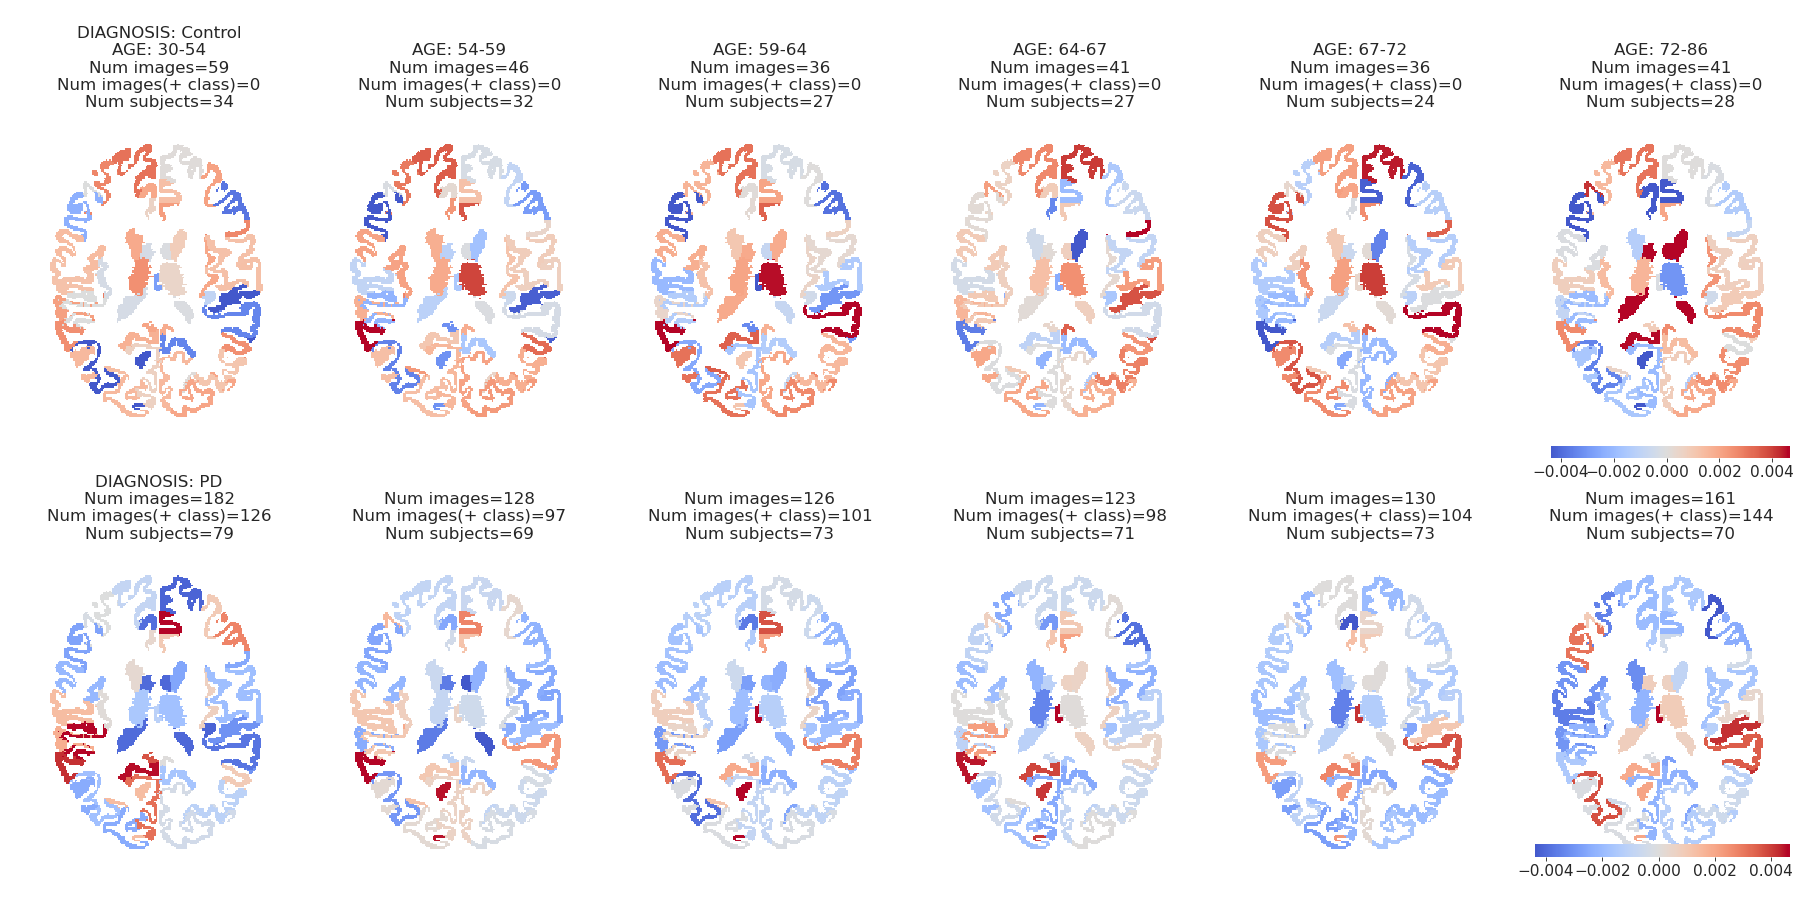 DIAGNOSIS: Control
AGE: 30-54
Num images=59
Num images(+ class)=0
Num subjects=34
AGE: 54-59
Num images=46
Num images(+ class)=0
Num subjects=32
AGE: 59-64
Num images=36
Num images(+ class)=0
Num subjects=27
AGE: 64-67
Num images=41
Num images(+ class)=0
Num subjects=27
AGE: 67-72
Num images=36
Num images(+ class)=0
Num subjects=24
AGE: 72-86
Num images=41
Num images(+ class)=0
Num subjects=28
−0.004 −0.002 0.000 0.002 0.004
DIAGNOSIS: PD
Num images=182
Num images(+ class)=126
Num subjects=79
Num images=128
Num images(+ class)=97
Num subjects=69
Num images=126
Num images(+ class)=101
Num subjects=73
Num images=123
Num images(+ class)=98
Num subjects=71
Num images=130
Num images(+ class)=104
Num subjects=73
Num images=161
Num images(+ class)=144
Num subjects=70
−0.004 −0.002 0.000 0.002 0.004